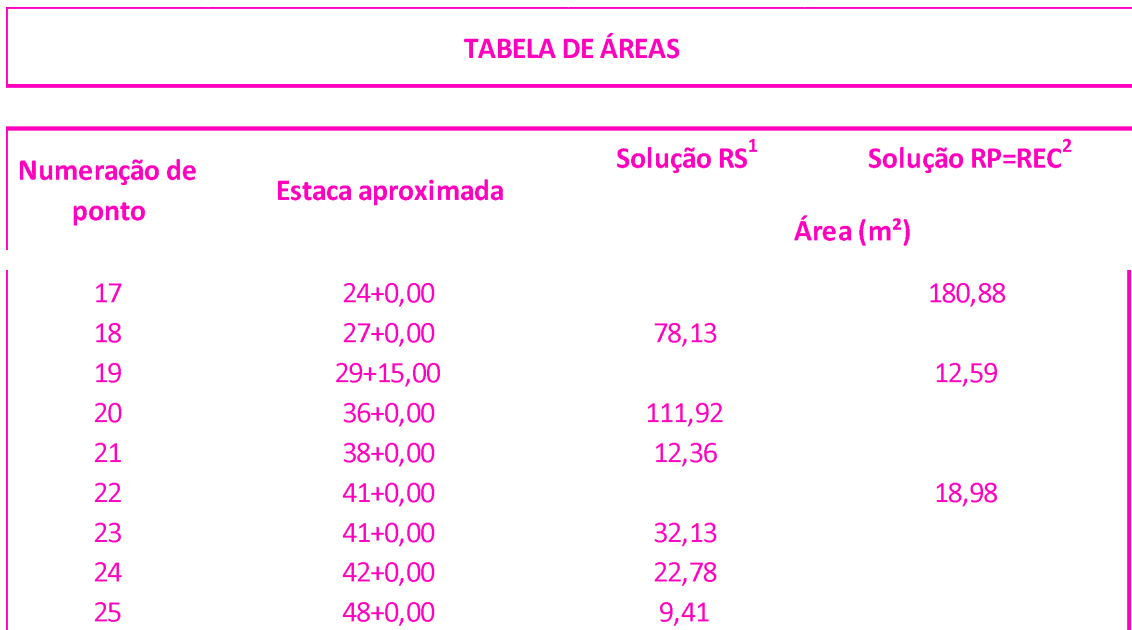 TABELA DE ÁREAS
Numeração de ponto Estaca aproximada Solução RS¹ Solução RP=REC²
Área (m²)
17 24+0,00 180,88
18 27+0,00 78,13
19 29+15,00 12,59
20 36+0,00 111,92
21 38+0,00 12,36
22 41+0,00 18,98
23 41+0,00 32,13
24 42+0,00 22,78
25 48+0,00 9,41